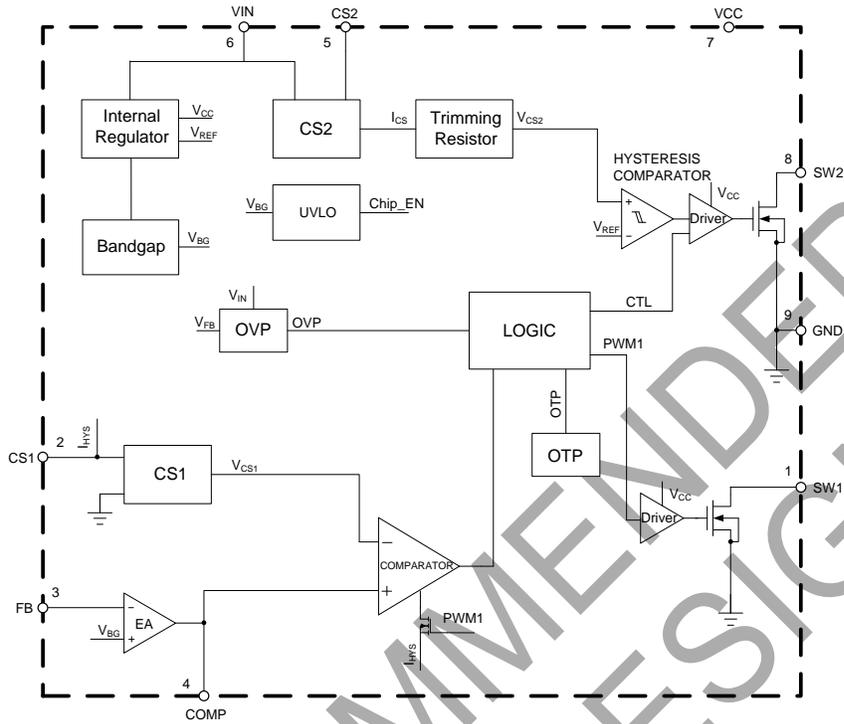 VIN
6
CS2
5
VCC
7
Internal
Regulator
VCC
VREF
CS2
ICS
Trimming
Resistor
VCS2
HYSTERESIS
COMPARATOR
VCC
8
SW2
+
VREF
−
Driver
Bandgap
VBG
VBG
UVLO
Chip_EN
VIN
VFB
OVP
OVP
LOGIC
CTL
PWM1
9
GND
OTP
OTP
2
IHYS
CS1
CS1
VCS1
VCC
Driver
1
SW1
−
COMPARATOR
+
3
FB
−
EA
VBG
+
PWM1
IHYS
4
COMP